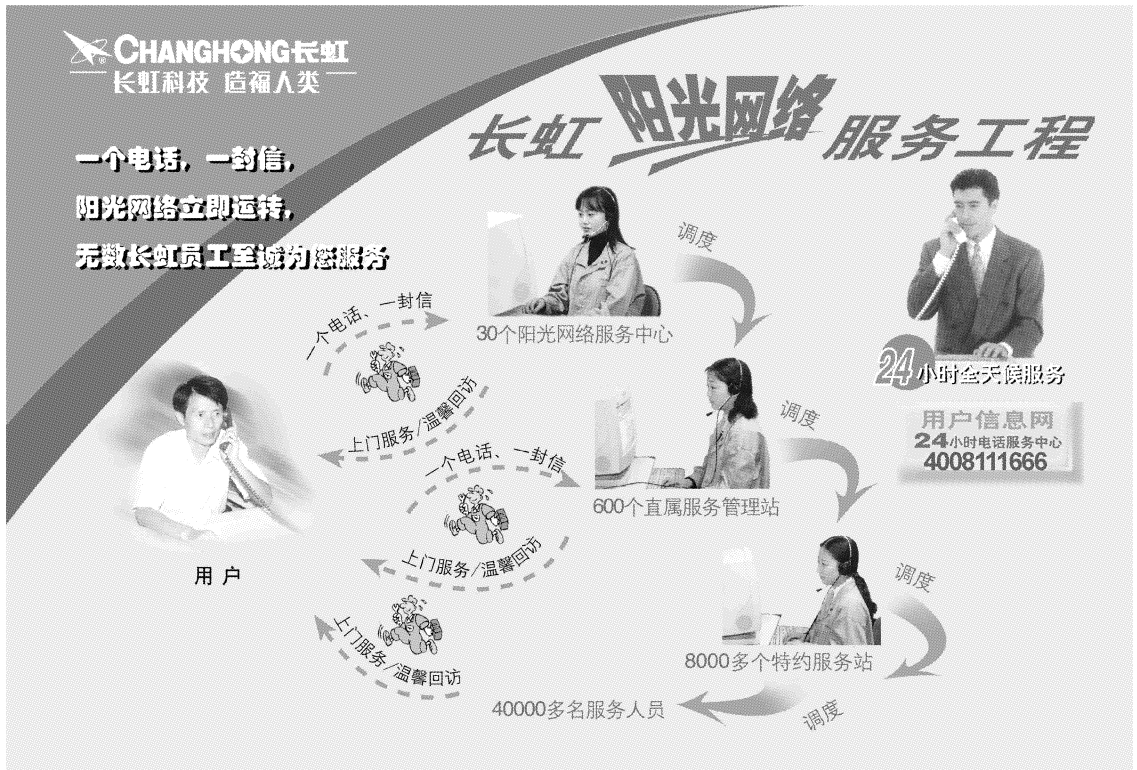 CHANGHONG长虹
长虹科技 造福人类
长虹 阳光网络 服务工程
一个电话，一封信，
阳光网络立即运转，
无数长虹员工至诚为您服务
调度
30个阳光网络服务中心
一个电话、一封信
上门服务/温馨回访
24小时全天候服务
用户信息网
24小时电话服务中心
4008111666
调度
600个直属服务管理站
一个电话、一封信
上门服务/温馨回访
用户
调度
8000多个特约服务站
上门服务/温馨回访
40000多名服务人员
调度